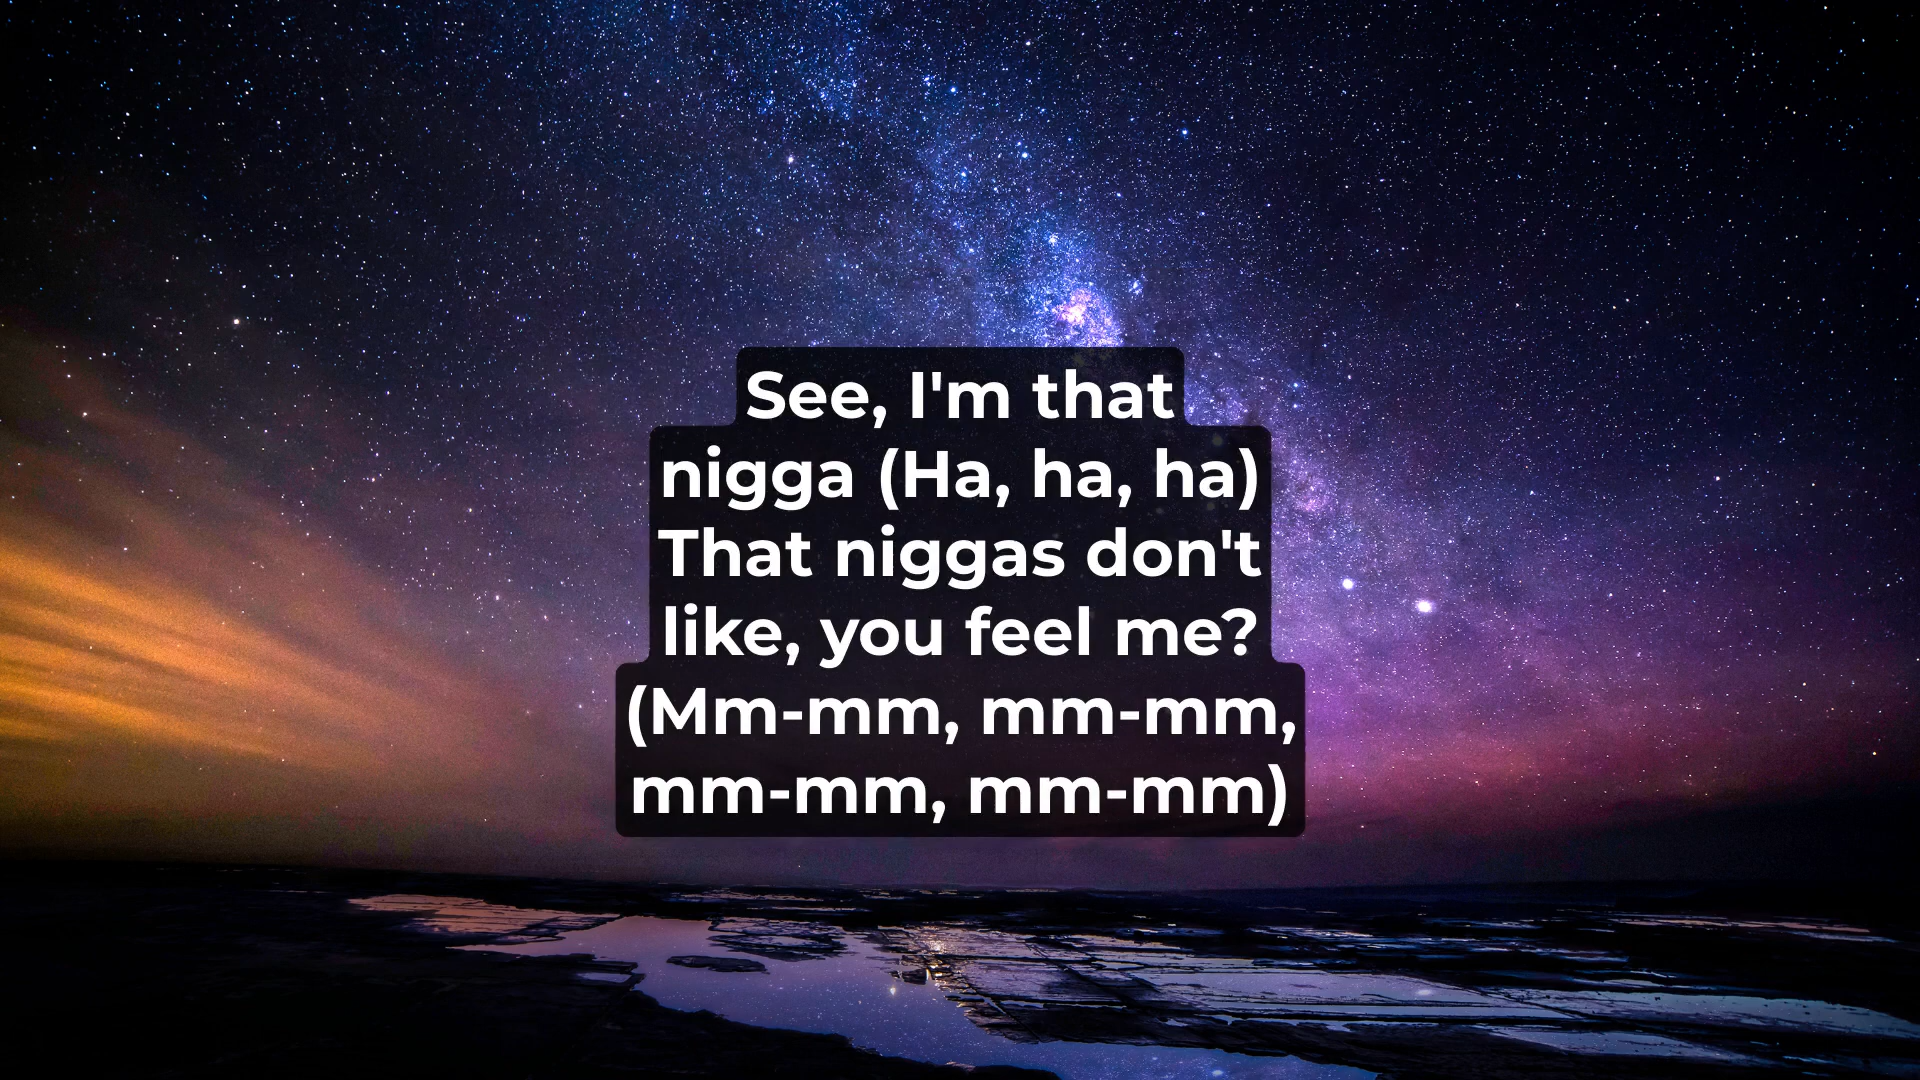 See, I'm that
nigga (Ha, ha, ha)
That niggas don't
like, you feel me?
(Mm-mm, mm-mm,
mm-mm, mm-mm)